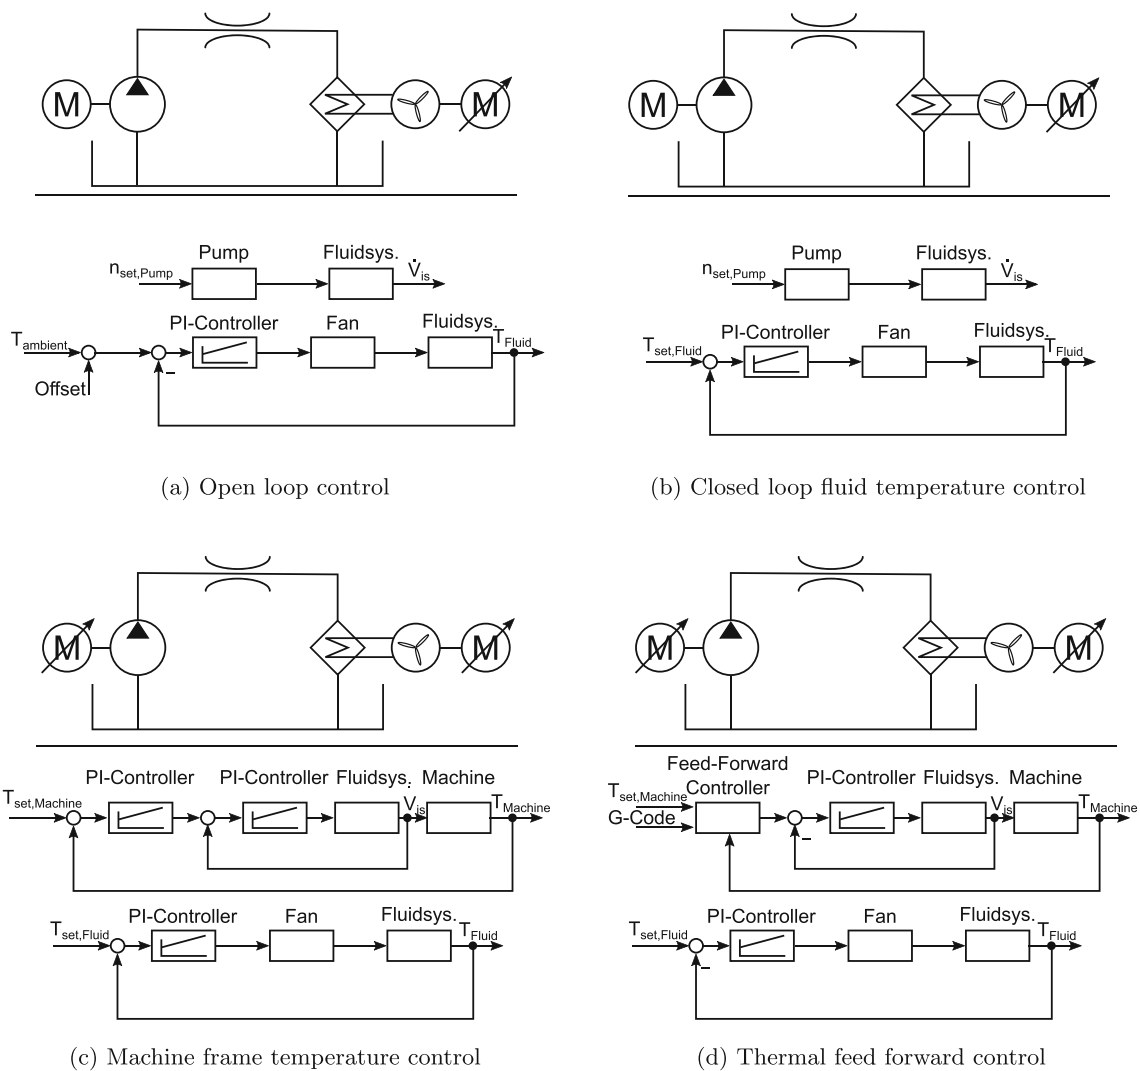 M M
M M
Pump Fluidsys.
n_set,Pump V̇_is
PI-Controller Fan Fluidsys.
T_ambient T_Fluid
–
Offset
Pump Fluidsys.
n_set,Pump V̇_is
PI-Controller Fan Fluidsys.
T_set,Fluid T_Fluid
(a) Open loop control
(b) Closed loop fluid temperature control
M M
M M
PI-Controller PI-Controller Fluidsys. Machine
T_set,Machine V̇_is T_Machine
PI-Controller Fan Fluidsys.
T_set,Fluid T_Fluid
Feed-Forward
Controller PI-Controller Fluidsys. Machine
T_set,Machine V̇_is T_Machine
G-Code
–
PI-Controller Fan Fluidsys.
T_set,Fluid T_Fluid
–
(c) Machine frame temperature control
(d) Thermal feed forward control